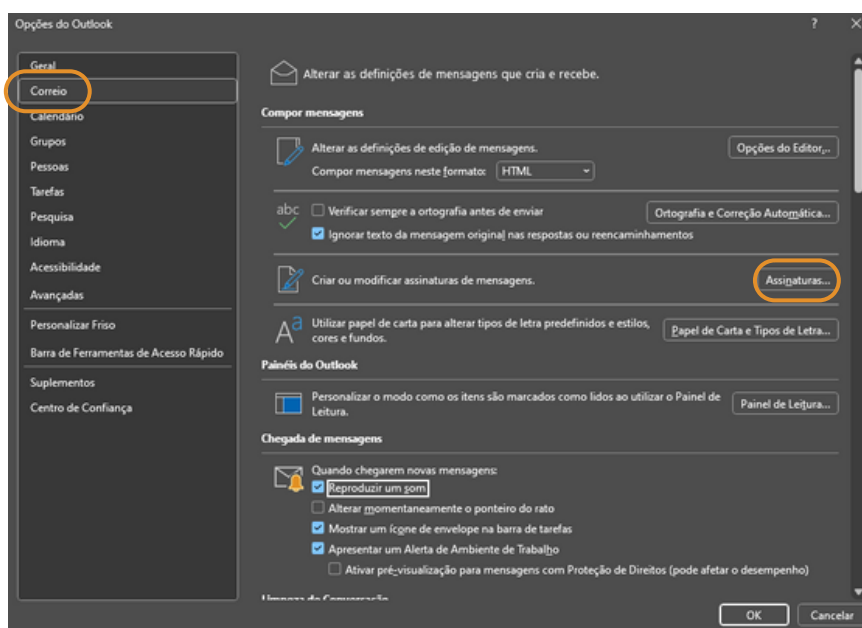 Opções do Outlook
?
Geral
Correio
Calendário
Grupos
Pessoas
Tarefas
Pesquisa
Idioma
Acessibilidade
Avançadas
Personalizar Friso
Barra de Ferramentas de Acesso Rápido
Suplementos
Centro de Confiança
Alterar as definições de mensagens que cria e recebe.
Compor mensagens
Alterar as definições de edição de mensagens.
Opções do Editor...
Compor mensagens neste formato: HTML
abc
Verificar sempre a ortografia antes de enviar
Ortografia e Correção Automática...
Ignorar texto da mensagem original nas respostas ou reencaminhamentos
Criar ou modificar assinaturas de mensagens.
Assinaturas...
Aa
Utilizar papel de carta para alterar tipos de letra predefinidos e estilos,
cores e fundos.
Papel de Carta e Tipos de Letra...
Painéis do Outlook
Personalizar o modo como os itens são marcados como lidos ao utilizar o Painel de
Leitura.
Painel de Leitura...
Chegada de mensagens
Quando chegarem novas mensagens:
Reproduzir um som
Alterar momentaneamente o ponteiro do rato
Mostrar um ícone de envelope na barra de tarefas
Apresentar um Alerta de Ambiente de Trabalho
Ativar pré-visualização para mensagens com Proteção de Direitos (pode afetar o desempenho)
Limpeza de Conversação
OK
Cancelar